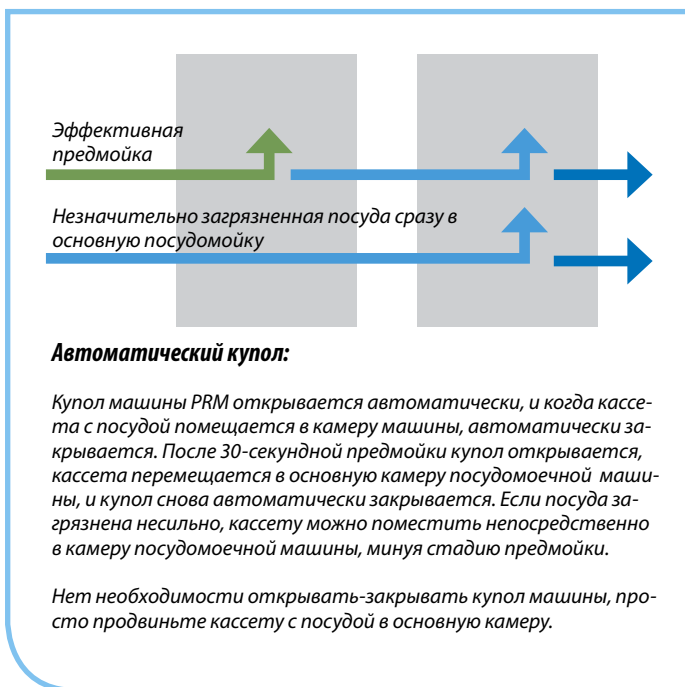 Эффективная
предмойка
Незначительно загрязненная посуда сразу в
основную посудомойку
Автоматический купол:
Купол машины PRM открывается автоматически, и когда кассе-
та с посудой помещается в камеру машины, автоматически за-
крывается. После 30-секундной предмойки купол открывается,
кассета перемещается в основную камеру посудомоечной маши-
ны, и купол снова автоматически закрывается. Если посуда за-
грязнена несильно, кассету можно поместить непосредственно
в камеру посудомоечной машины, минуя стадию предмойки.
Нет необходимости открывать-закрывать купол машины, про-
сто продвиньте кассету с посудой в основную камеру.